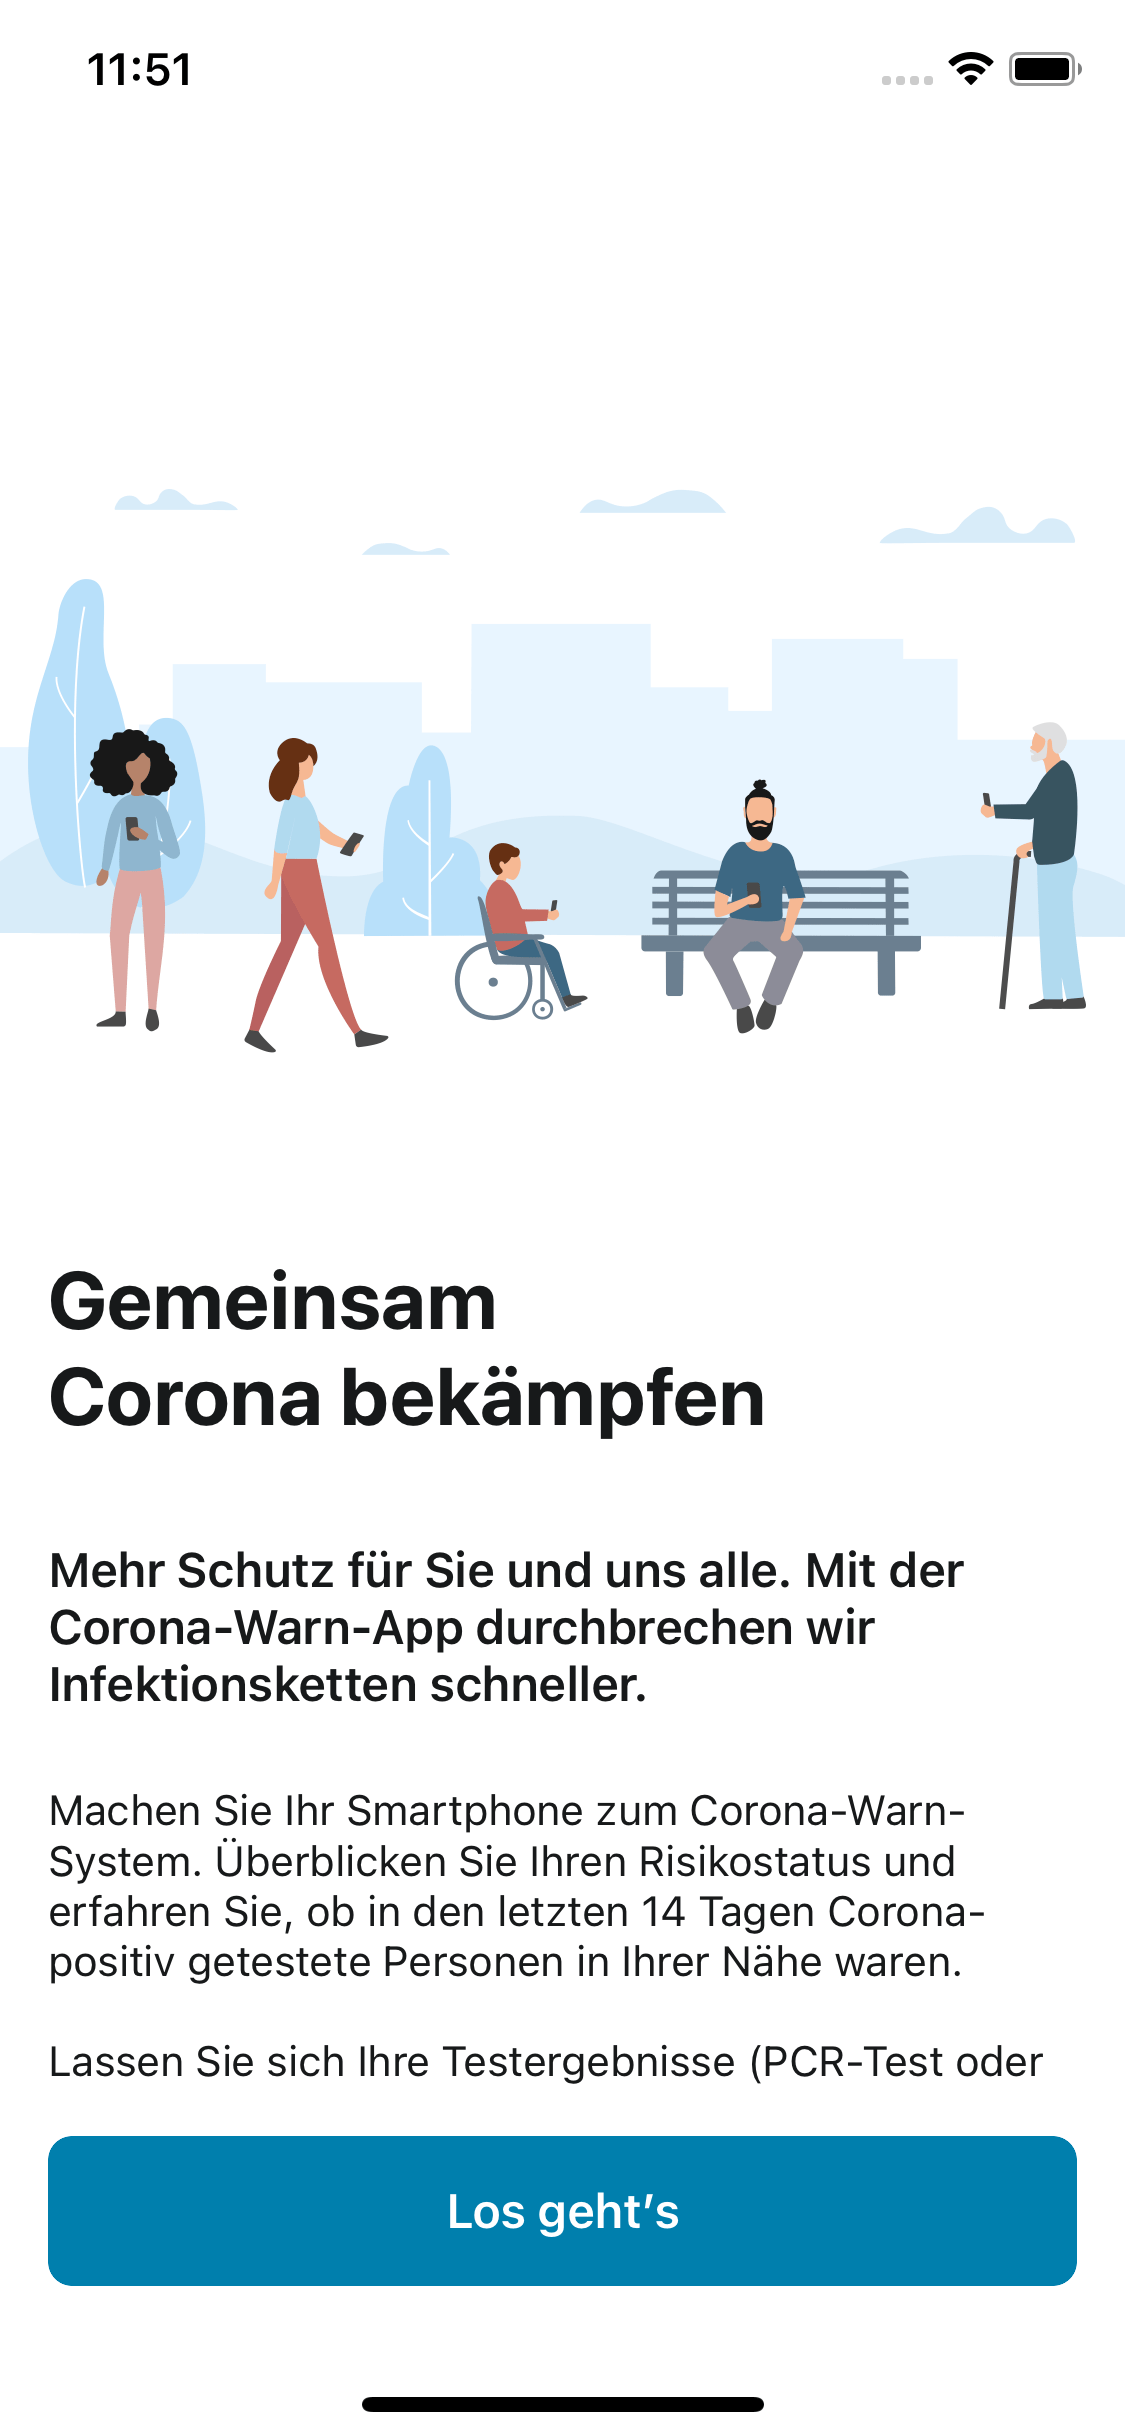 11:51
Gemeinsam
Corona bekämpfen
Mehr Schutz für Sie und uns alle. Mit der
Corona-Warn-App durchbrechen wir
Infektionsketten schneller.
Machen Sie Ihr Smartphone zum Corona-Warn-
System. Überblicken Sie Ihren Risikostatus und
erfahren Sie, ob in den letzten 14 Tagen Corona-
positiv getestete Personen in Ihrer Nähe waren.
Lassen Sie sich Ihre Testergebnisse (PCR-Test oder
Los geht’s